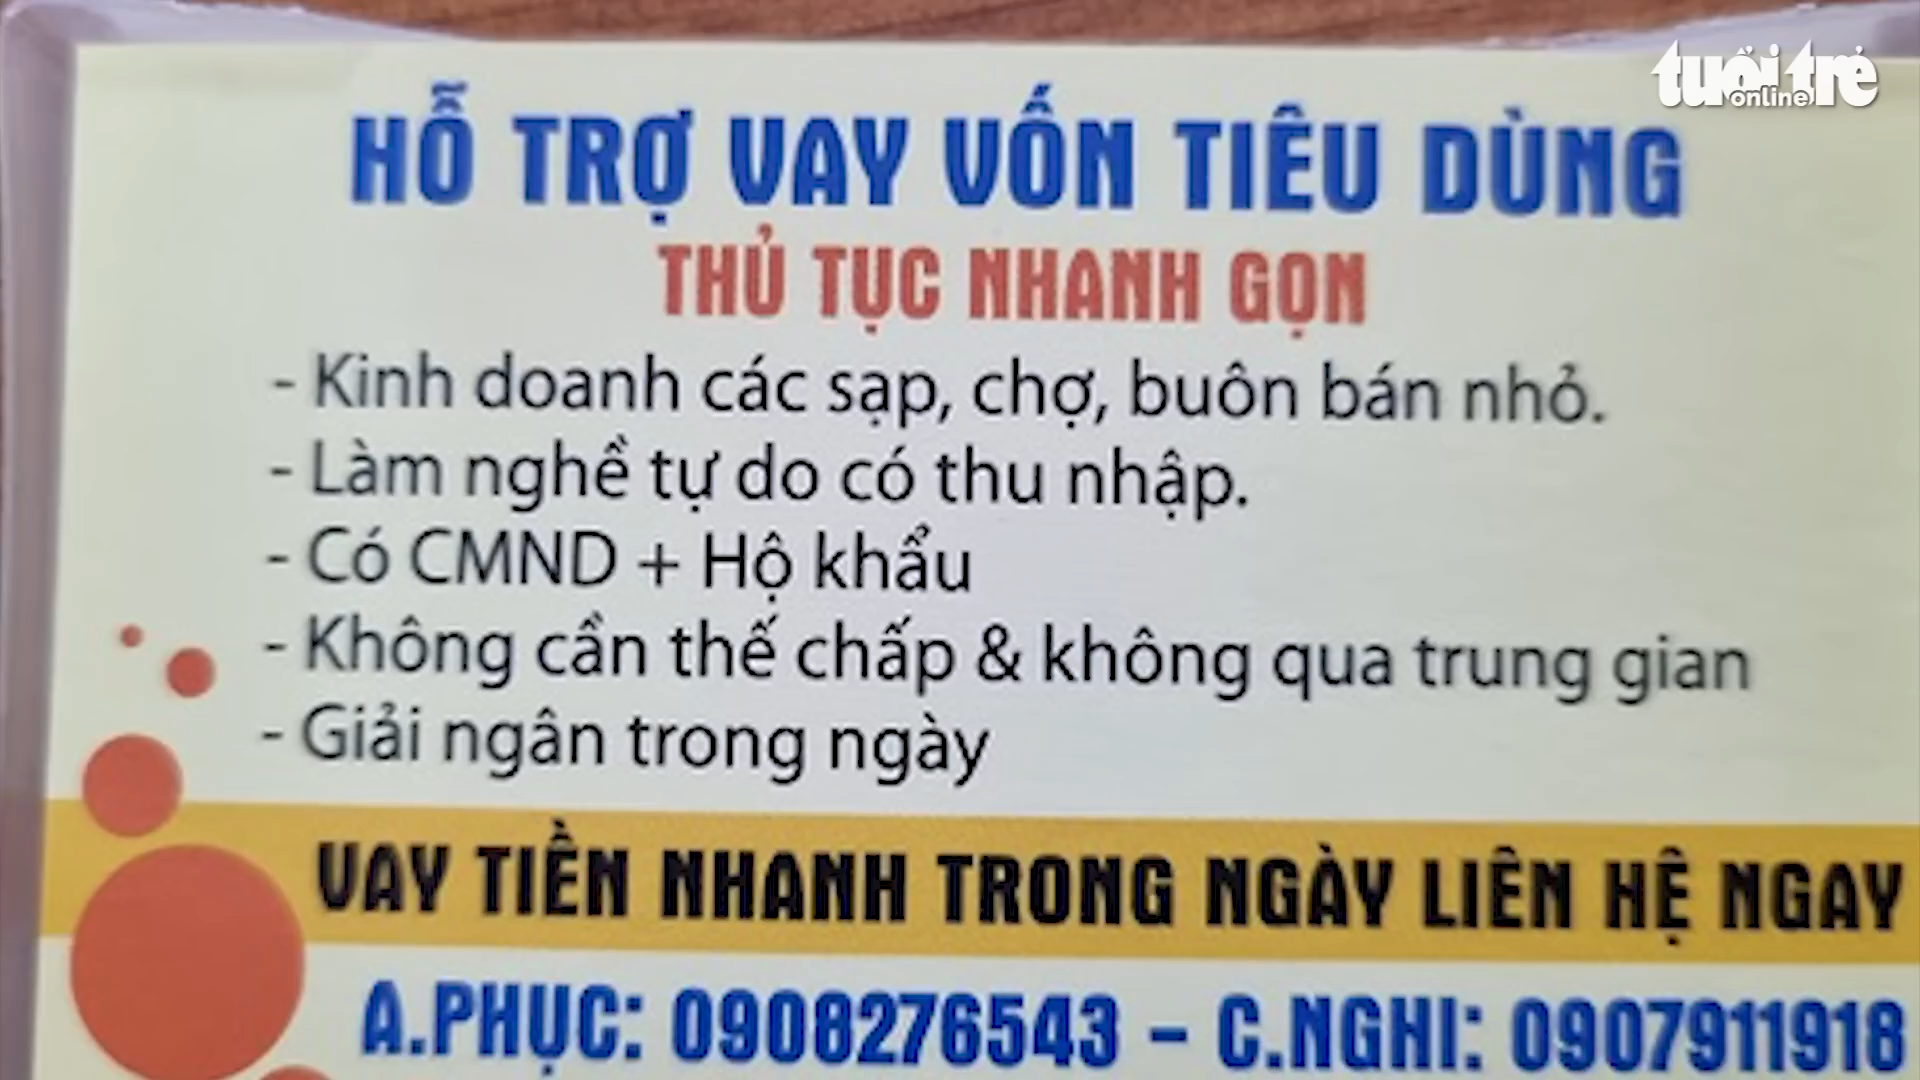 tuổi trẻ
online
HỖ TRỢ VAY VỐN TIÊU DÙNG
THỦ TỤC NHANH GỌN
- Kinh doanh các sạp, chợ, buôn bán nhỏ.
- Làm nghề tự do có thu nhập.
- Có CMND + Hộ khẩu
- Không cần thế chấp & không qua trung gian
- Giải ngân trong ngày
VAY TIỀN NHANH TRONG NGÀY LIÊN HỆ NGAY
A.PHỤC: 0908276543 - C.NGHI: 0907911918